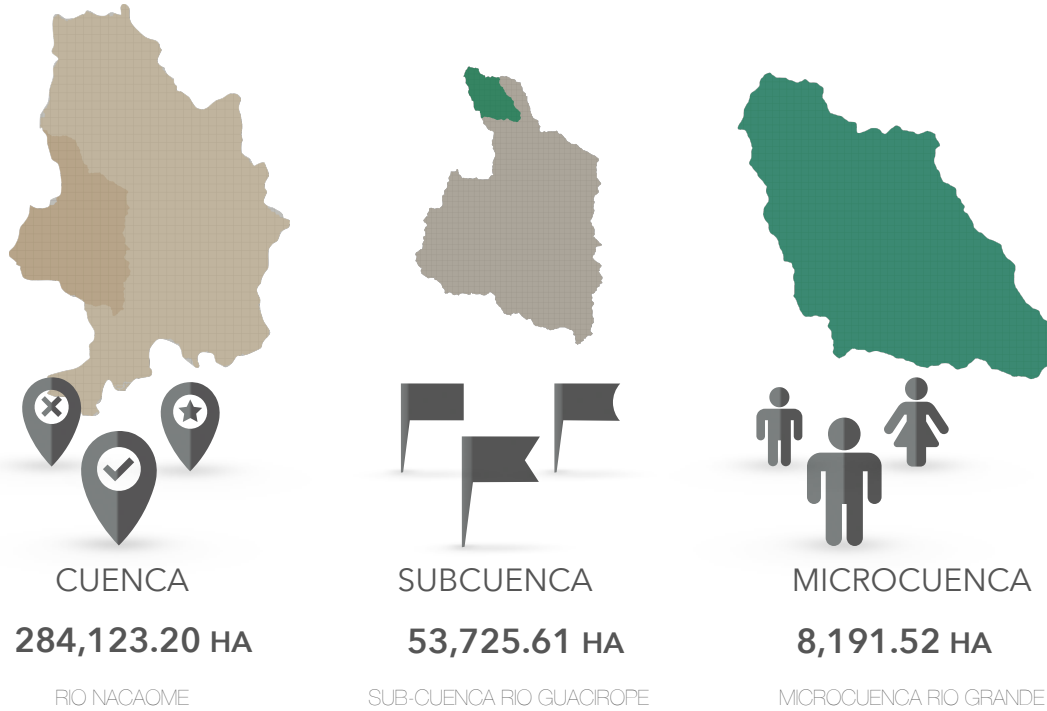 CUENCA
284,123.20 HA
RIO NACAOME
SUBCUENCA
53,725.61 HA
SUB-CUENCA RIO GUACIROPE
MICROCUENCA
8,191.52 HA
MICROCUENCA RIO GRANDE